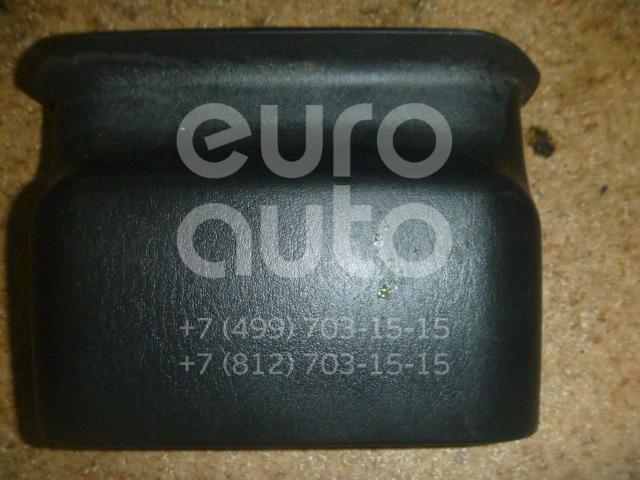 euro
auto
+7 (499) 703-15-15
+7 (812) 703-15-15